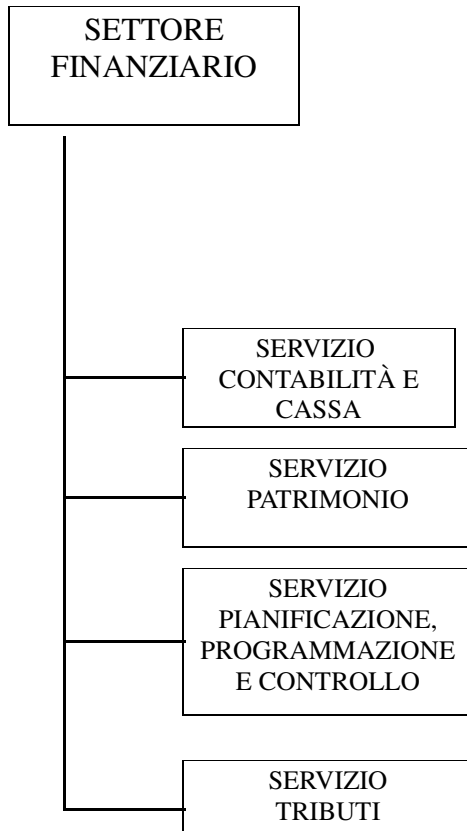 SETTORE
FINANZIARIO
SERVIZIO
CONTABILITÀ E
CASSA
SERVIZIO
PATRIMONIO
SERVIZIO
PIANIFICAZIONE,
PROGRAMMAZIONE
E CONTROLLO
SERVIZIO
TRIBUTI